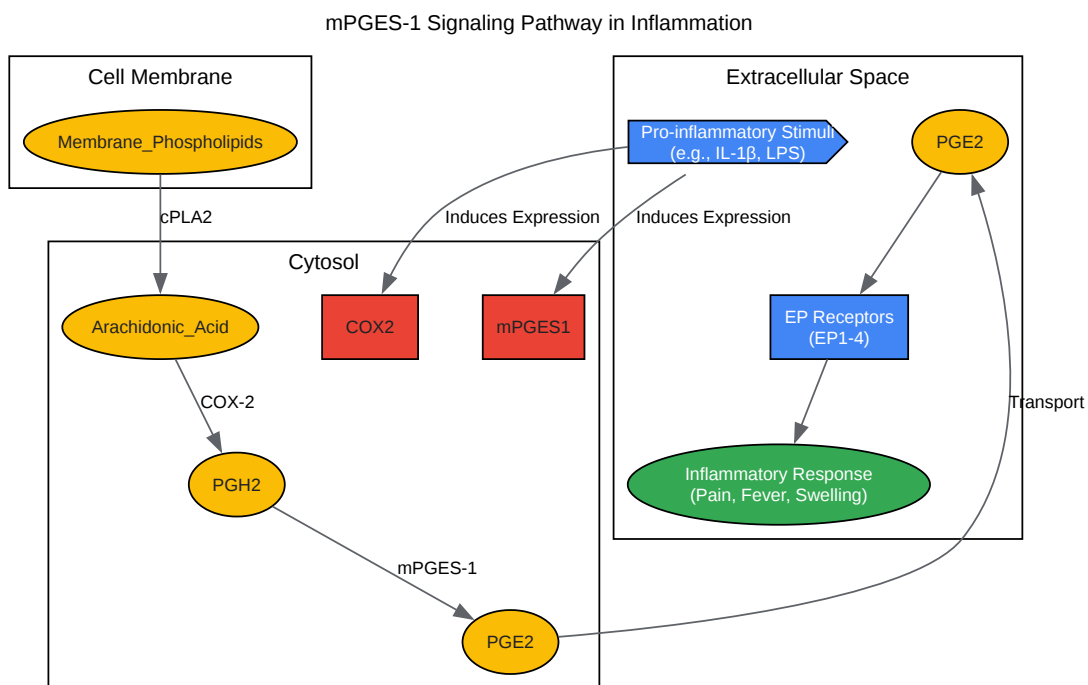 mPGES-1 Signaling Pathway in Inflammation
Cell Membrane
Membrane_Phospholipids
cPLA2
Extracellular Space
Pro-inflammatory Stimuli
(e.g., IL-1β, LPS)
PGE2
Induces Expression
Induces Expression
Cytosol
Arachidonic_Acid
COX2
mPGES1
EP Receptors
(EP1-4)
COX-2
Transport
PGH2
Inflammatory Response
(Pain, Fever, Swelling)
mPGES-1
PGE2